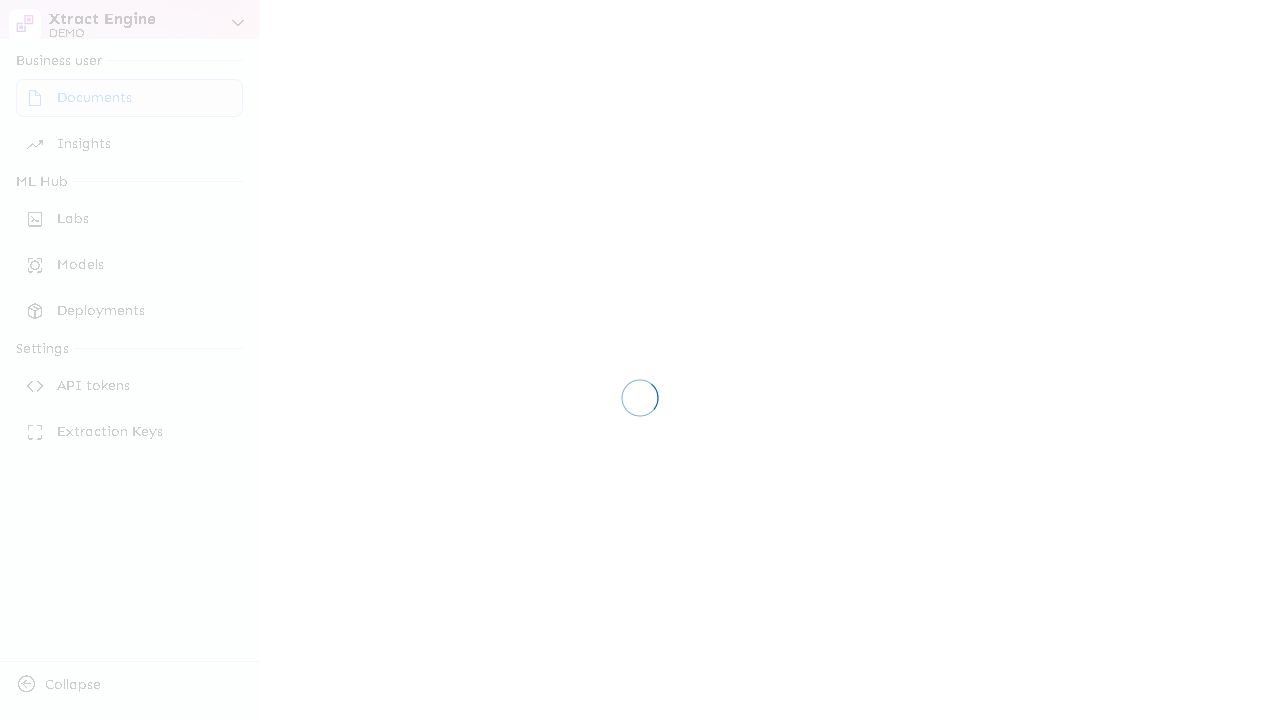 Xtract Engine
DEMO
Business user
Documents
Insights
ML Hub
Labs
Models
Deployments
Settings
API tokens
Extraction Keys
Collapse